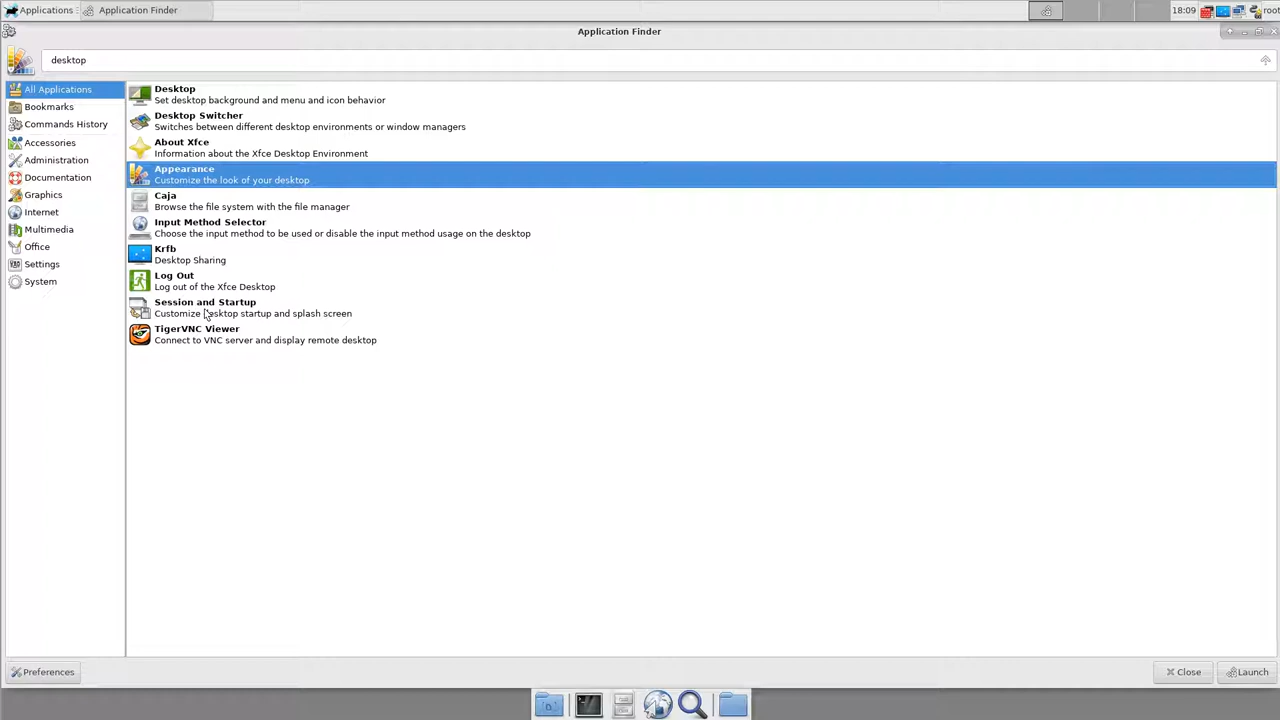 Applications
Application Finder
18:09
root
Application Finder
desktop
All Applications
Bookmarks
Commands History
Accessories
Administration
Documentation
Graphics
Internet
Multimedia
Office
Settings
System
Desktop
Set desktop background and menu and icon behavior
Desktop Switcher
Switches between different desktop environments or window managers
About Xfce
Information about the Xfce Desktop Environment
Appearance
Customize the look of your desktop
Caja
Browse the file system with the file manager
Input Method Selector
Choose the input method to be used or disable the input method usage on the desktop
Krfb
Desktop Sharing
Log Out
Log out of the Xfce Desktop
Session and Startup
Customize desktop startup and splash screen
TigerVNC Viewer
Connect to VNC server and display remote desktop
Preferences
Close
Launch